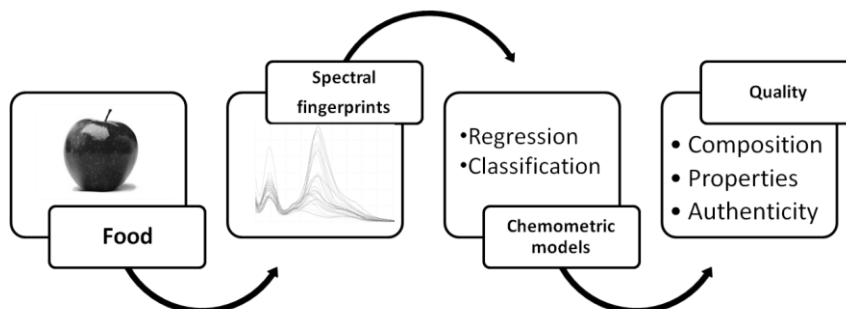 Food
Spectral
fingerprints
•Regression
•Classification
Chemometric
models
Quality
• Composition
• Properties
• Authenticity